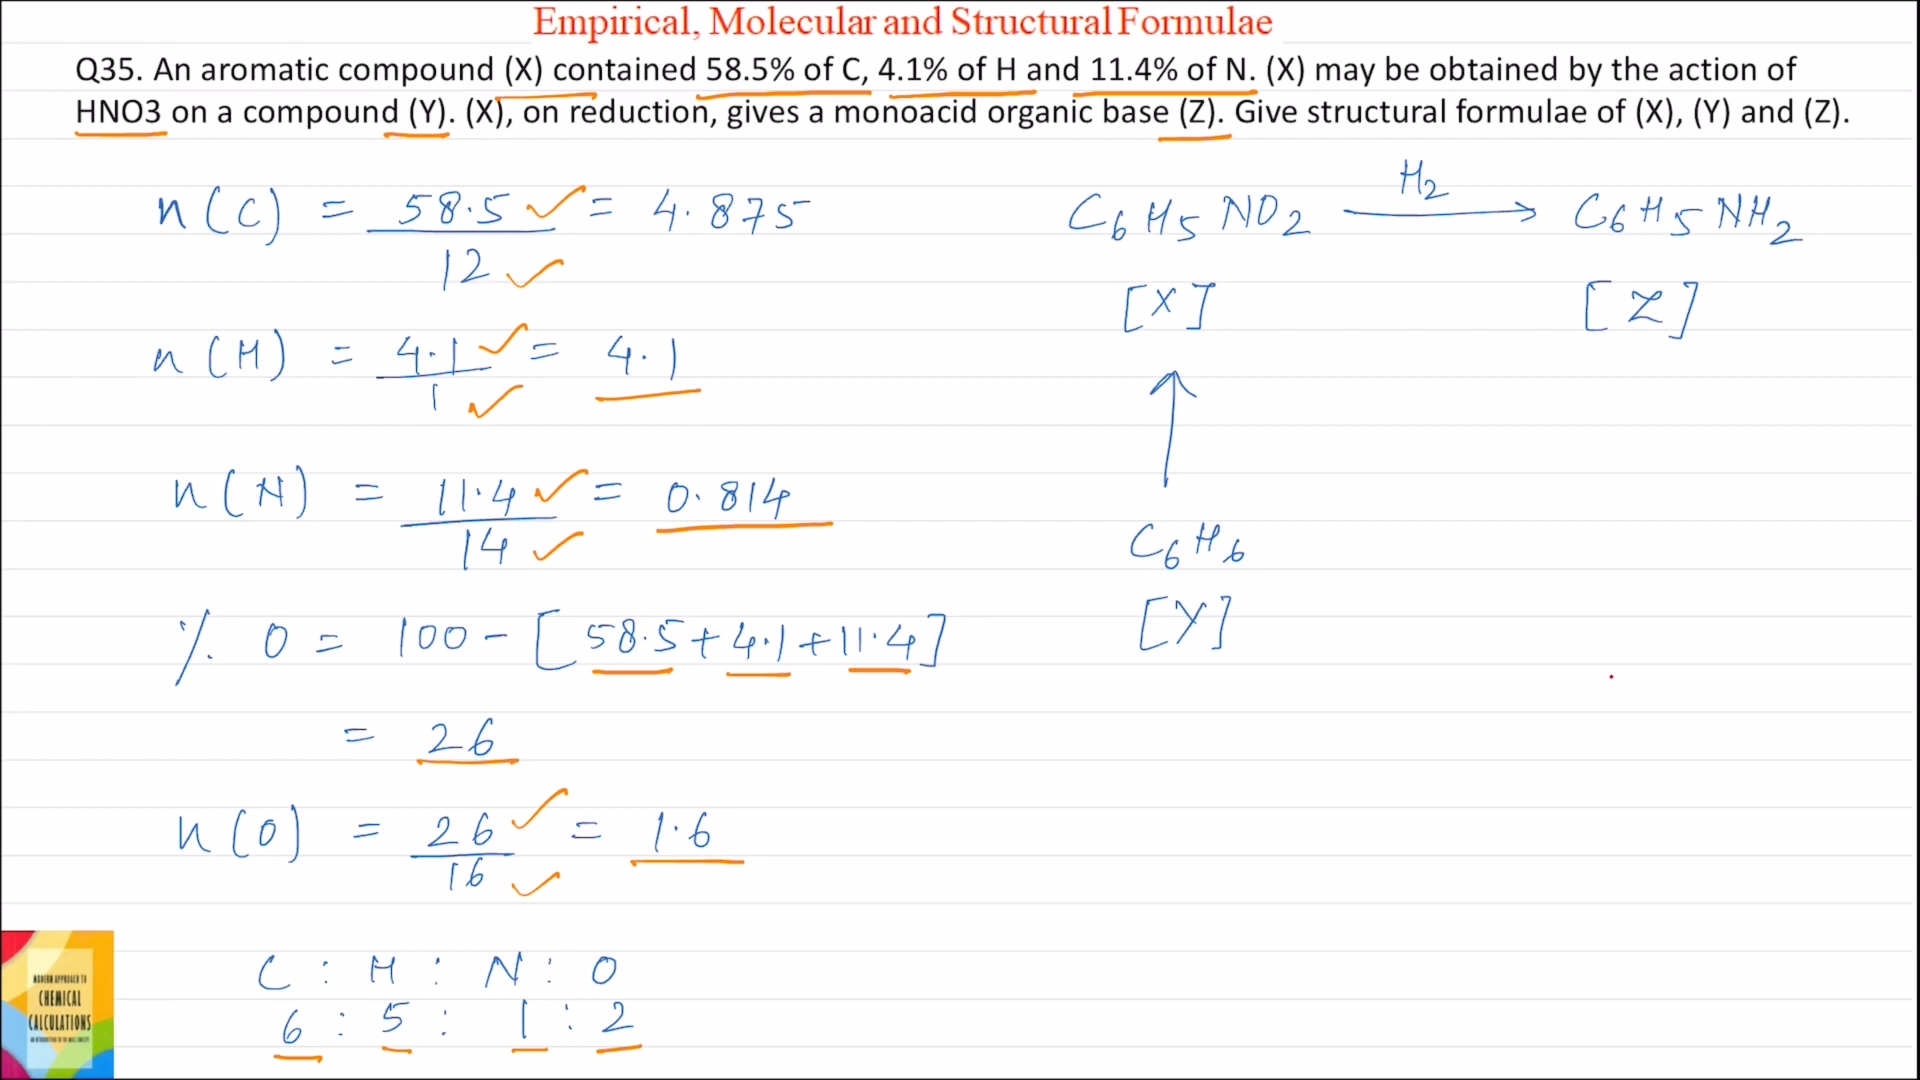 Empirical, Molecular and Structural Formulae
Q35. An aromatic compound (X) contained 58.5% of C, 4.1% of H and 11.4% of N. (X) may be obtained by the action of
HNO3 on a compound (Y). (X), on reduction, gives a monoacid organic base (Z). Give structural formulae of (X), (Y) and (Z).
n(C) = 58.5/12 = 4.875
n(H) = 4.1/1 = 4.1
n(N) = 11.4/14 = 0.814
% O = 100 - [58.5 + 4.1 + 11.4]
= 26
n(O) = 26/16 = 1.6
C : H : N : O
6 : 5 : 1 : 2
H2
C6H5NO2 → C6H5NH2
[X] [Z]
↑
C6H6
[Y]
MODERN APPROACH TO
CHEMICAL
CALCULATIONS